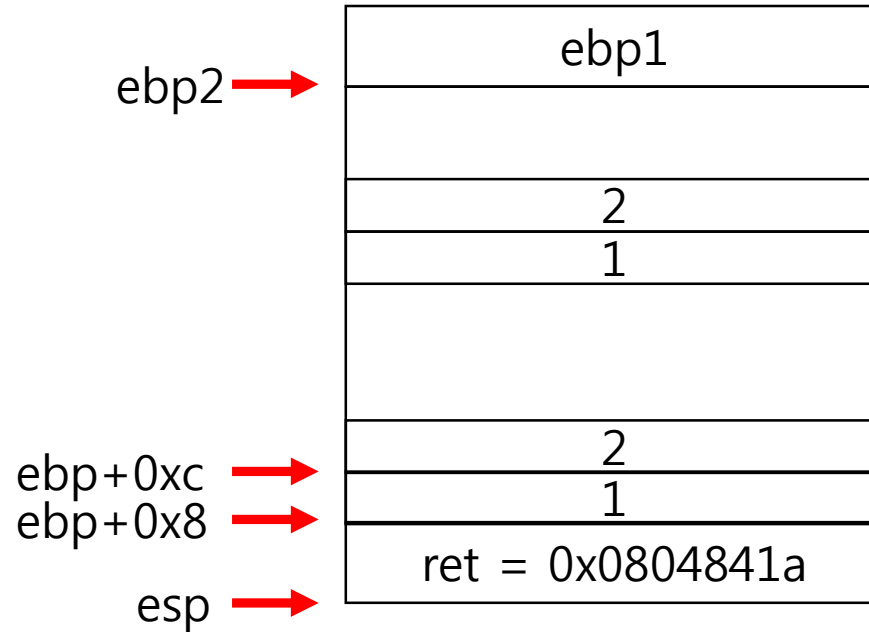 ebp1
ebp2
2
1
2
ebp+0xc
1
ebp+0x8
ret = 0x0804841a
esp